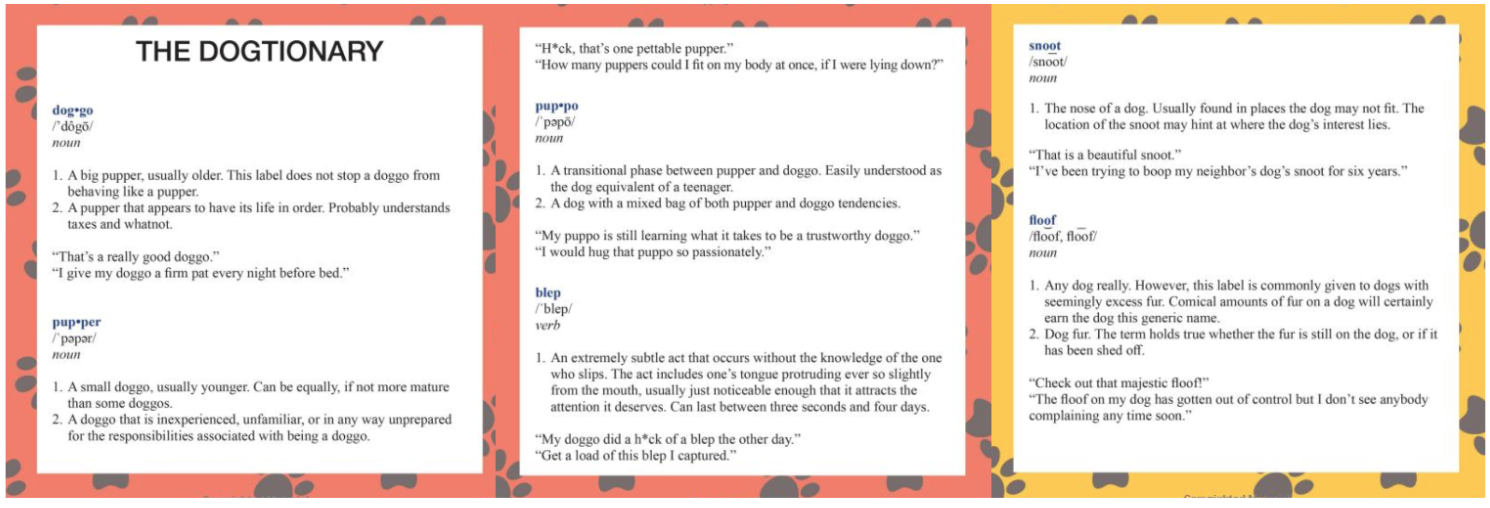 THE DOGTIONARY
dog•go
/ˈdôgō/
noun
1. A big pupper, usually older. This label does not stop a doggo from
behaving like a pupper.
2. A pupper that appears to have its life in order. Probably understands
taxes and whatnot.
“That’s a really good doggo.”
“I give my doggo a firm pat every night before bed.”
pup•per
/ˈpəpər/
noun
1. A small doggo, usually younger. Can be equally, if not more mature
than some doggos.
2. A doggo that is inexperienced, unfamiliar, or in any way unprepared
for the responsibilities associated with being a doggo.
“H*ck, that’s one pettable pupper.”
“How many puppers could I fit on my body at once, if I were lying down?”
pup•po
/ˈpəpō/
noun
1. A transitional phase between pupper and doggo. Easily understood as
the dog equivalent of a teenager.
2. A dog with a mixed bag of both pupper and doggo tendencies.
“My puppo is still learning what it takes to be a trustworthy doggo.”
“I would hug that puppo so passionately.”
blep
/ˈblep/
verb
1. An extremely subtle act that occurs without the knowledge of the one
who slips. The act includes one’s tongue protruding ever so slightly
from the mouth, usually just noticeable enough that it attracts the
attention it deserves. Can last between three seconds and four days.
“My doggo did a h*ck of a blep the other day.”
“Get a load of this blep I captured.”
snoot
/sno͞ot/
noun
1. The nose of a dog. Usually found in places the dog may not fit. The
location of the snoot may hint at where the dog’s interest lies.
“That is a beautiful snoot.”
“I’ve been trying to boop my neighbor’s dog’s snoot for six years.”
floof
/flo͝of, flo͞of/
noun
1. Any dog really. However, this label is commonly given to dogs with
seemingly excess fur. Comical amounts of fur on a dog will certainly
earn the dog this generic name.
2. Dog fur. The term holds true whether the fur is still on the dog, or if it
has been shed off.
“Check out that majestic floof!”
“The floof on my dog has gotten out of control but I don’t see anybody
complaining any time soon.”